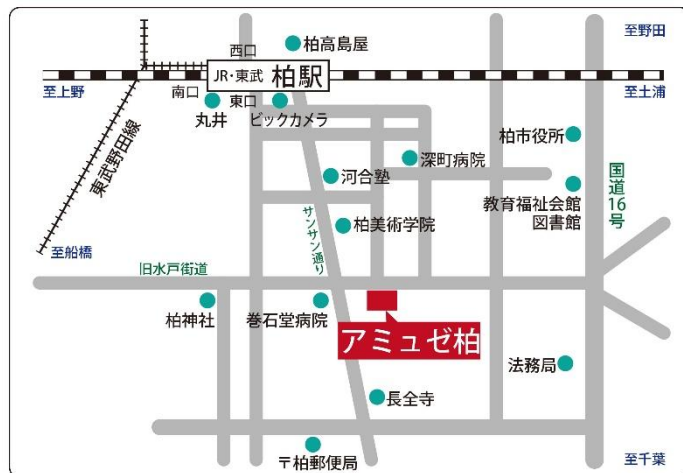 至野田
柏高島屋
西口
JR・東武 柏駅
至上野
南口
東口
至土浦
丸井
ビックカメラ
東武野田線
柏市役所
深町病院
河合塾
国道16号
教育福祉会館
図書館
サンサン通り
柏美術学院
至船橋
旧水戸街道
柏神社
巻石堂病院
アミュゼ柏
法務局
長全寺
〒柏郵便局
至千葉